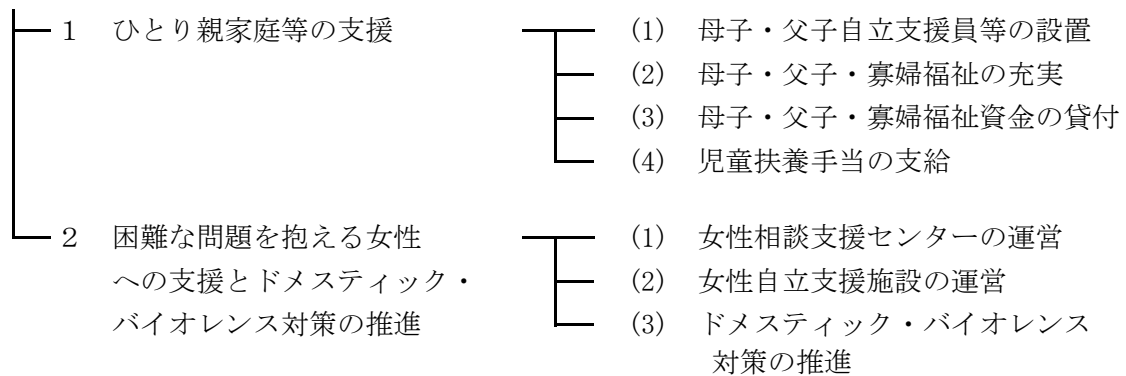 1 ひとり親家庭等の支援
(1) 母子・父子自立支援員等の設置
(2) 母子・父子・寡婦福祉の充実
(3) 母子・父子・寡婦福祉資金の貸付
(4) 児童扶養手当の支給
2 困難な問題を抱える女性
への支援とドメスティック・
バイオレンス対策の推進
(1) 女性相談支援センターの運営
(2) 女性自立支援施設の運営
(3) ドメスティック・バイオレンス
対策の推進